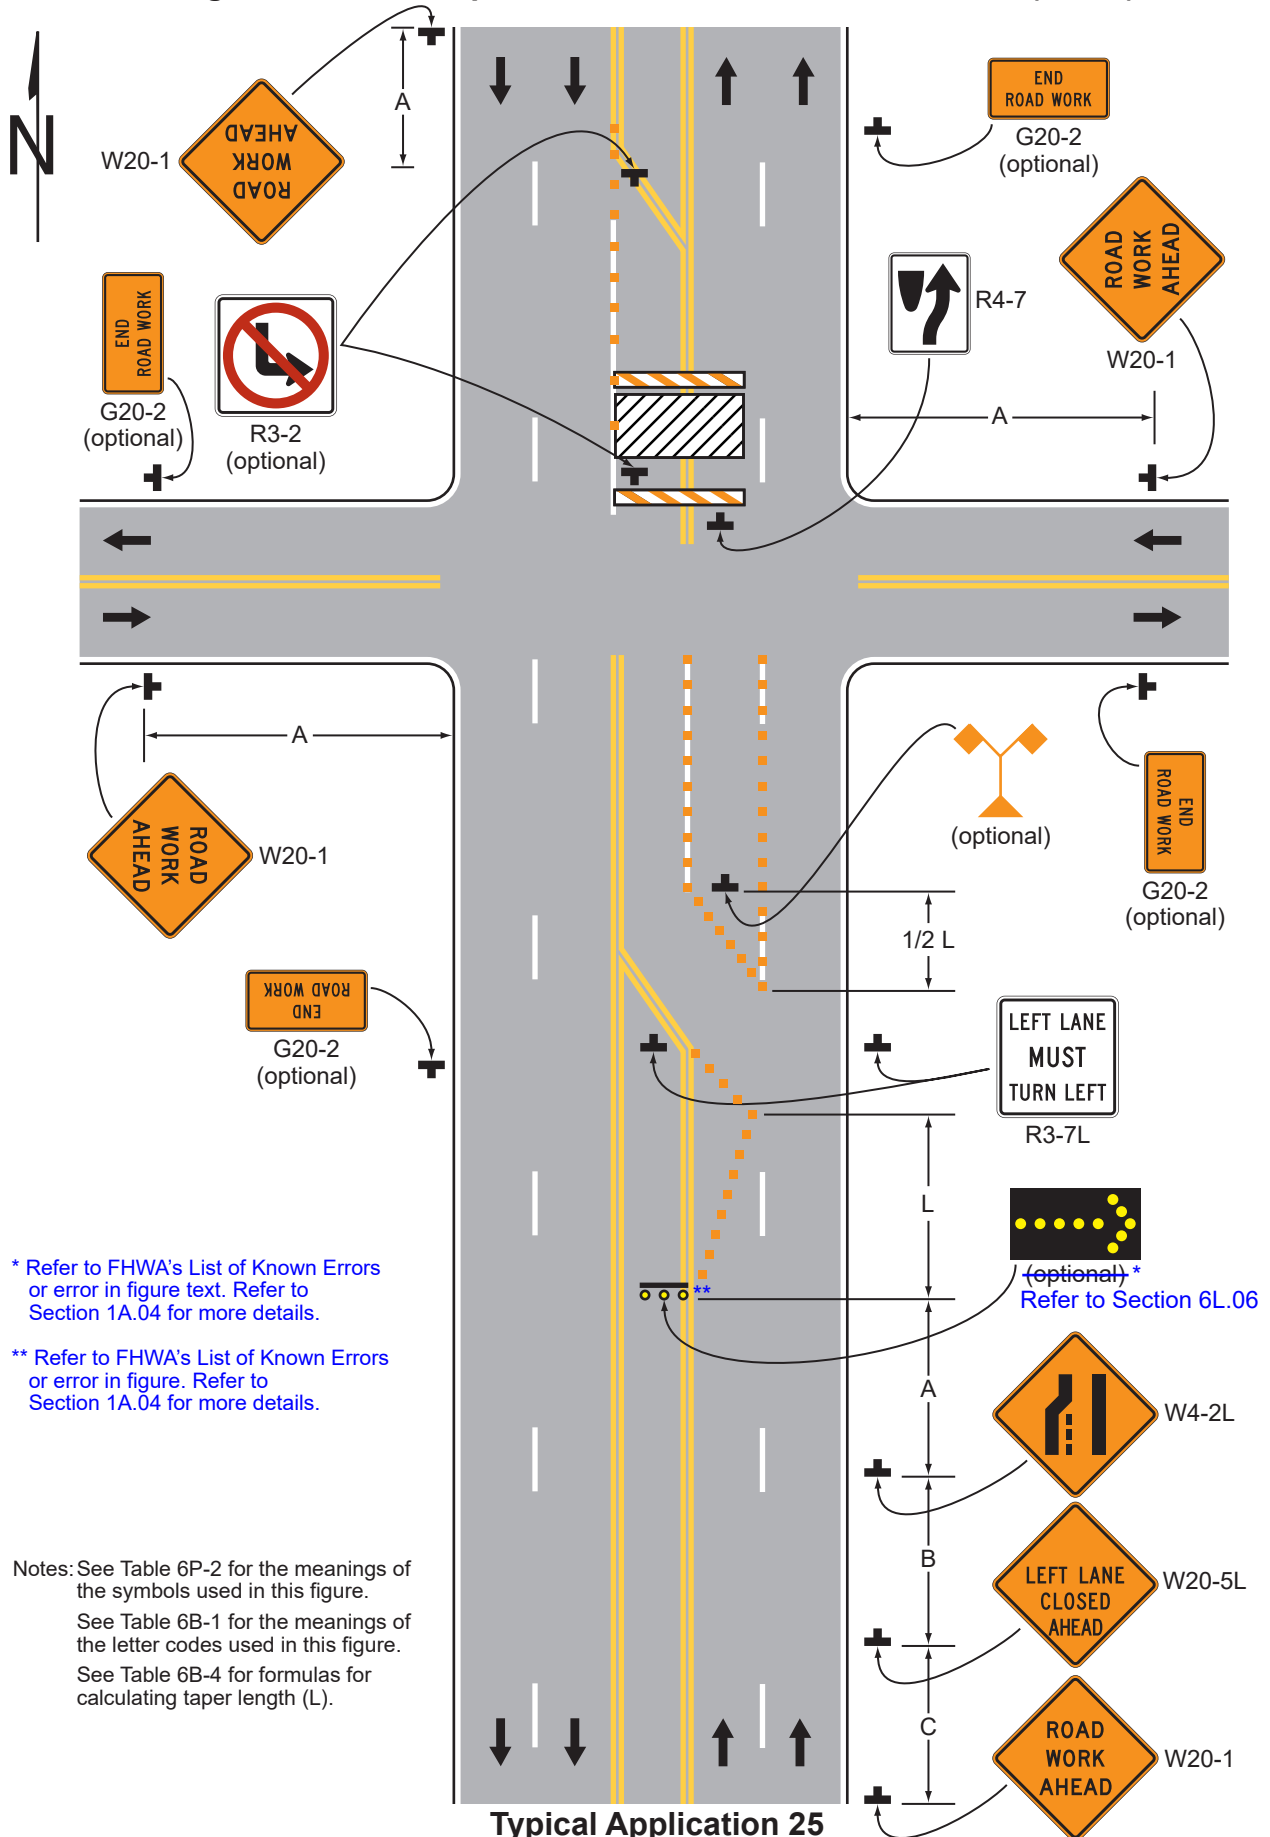 A
N
ROAD
WORK
AHEAD
W20-1
END
ROAD WORK
G20-2
(optional)
ROAD
WORK
AHEAD
W20-1
R4-7
END
ROAD WORK
G20-2
(optional)
R3-2
(optional)
A
A
ROAD
WORK
AHEAD
W20-1
(optional)
END
ROAD WORK
G20-2
(optional)
1/2 L
END
ROAD WORK
G20-2
(optional)
LEFT LANE
MUST
TURN LEFT
R3-7L
L
(optional) *
Refer to Section 6L.06
**
* Refer to FHWA's List of Known Errors
or error in figure text. Refer to
Section 1A.04 for more details.
** Refer to FHWA's List of Known Errors
or error in figure. Refer to
Section 1A.04 for more details.
A
W4-2L
B
LEFT LANE
CLOSED
AHEAD
W20-5L
Notes: See Table 6P-2 for the meanings of
the symbols used in this figure.
See Table 6B-1 for the meanings of
the letter codes used in this figure.
See Table 6B-4 for formulas for
calculating taper length (L).
C
ROAD
WORK
AHEAD
W20-1
Typical Application 25